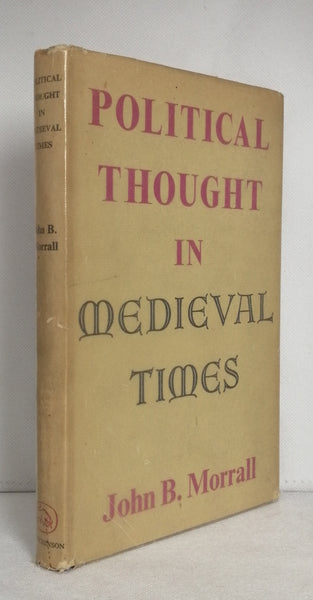 POLITICAL
THOUGHT
IN
MEDIEVAL
TIMES
John B. Morrall
POLITICAL
THOUGHT
IN
MEDIEVAL
TIMES
John B.
Morrall